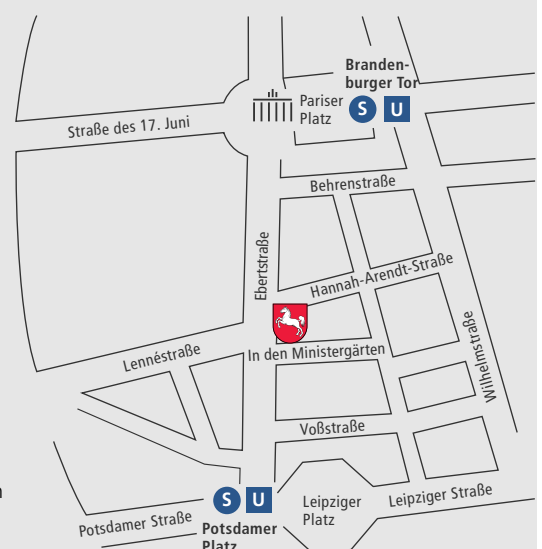 Branden-
burger Tor
Pariser
Platz
S U
Straße des 17. Juni
Behrenstraße
Ebertstraße
Hannah-Arendt-Straße
In den Ministergärten
Lennéstraße
Wilhelmstraße
Voßstraße
S U
Leipziger
Platz
Leipziger Straße
Potsdamer Straße
Potsdamer
Platz